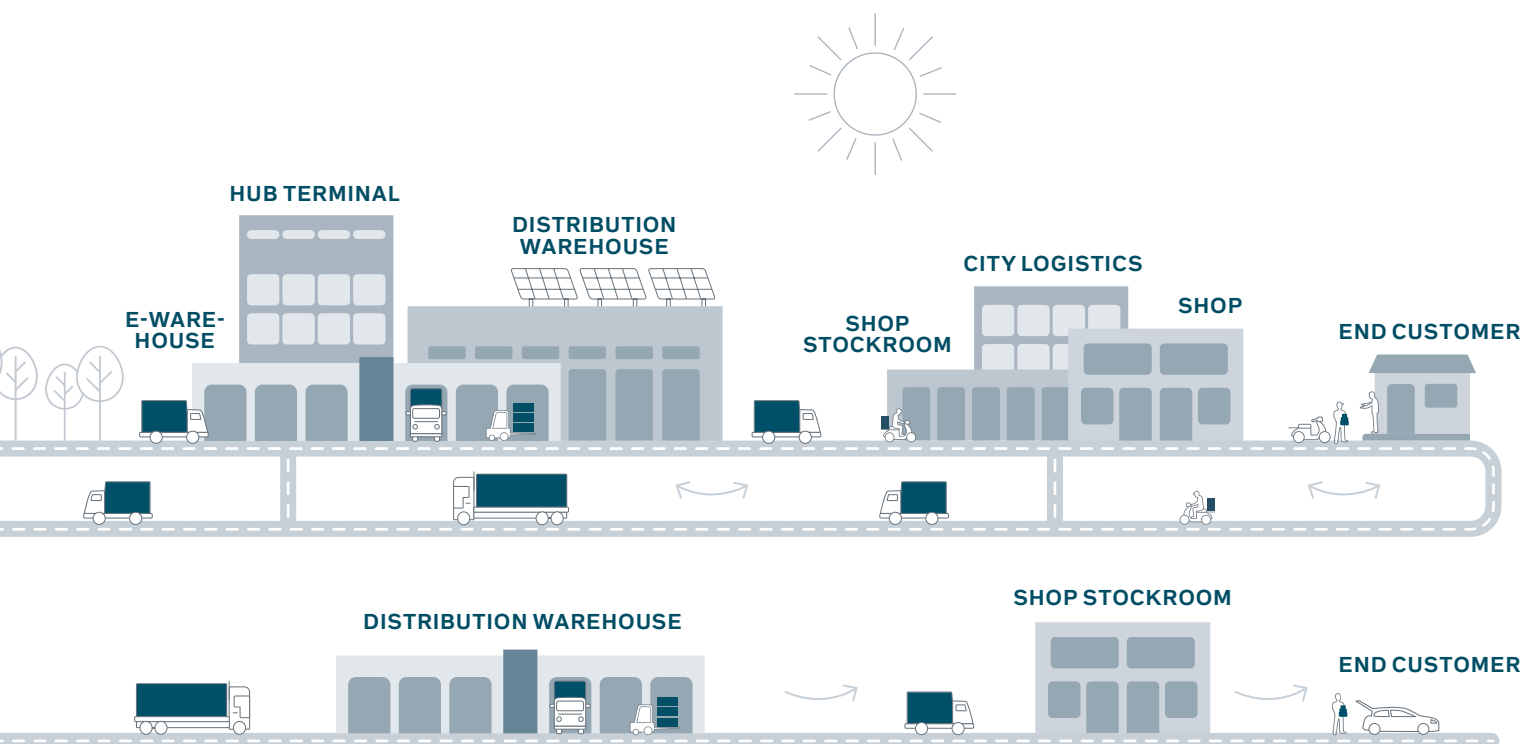 HUB TERMINAL
DISTRIBUTION
WAREHOUSE
E-WARE-
HOUSE
CITY LOGISTICS
SHOP
SHOP
STOCKROOM
END CUSTOMER
DISTRIBUTION WAREHOUSE
SHOP STOCKROOM
END CUSTOMER